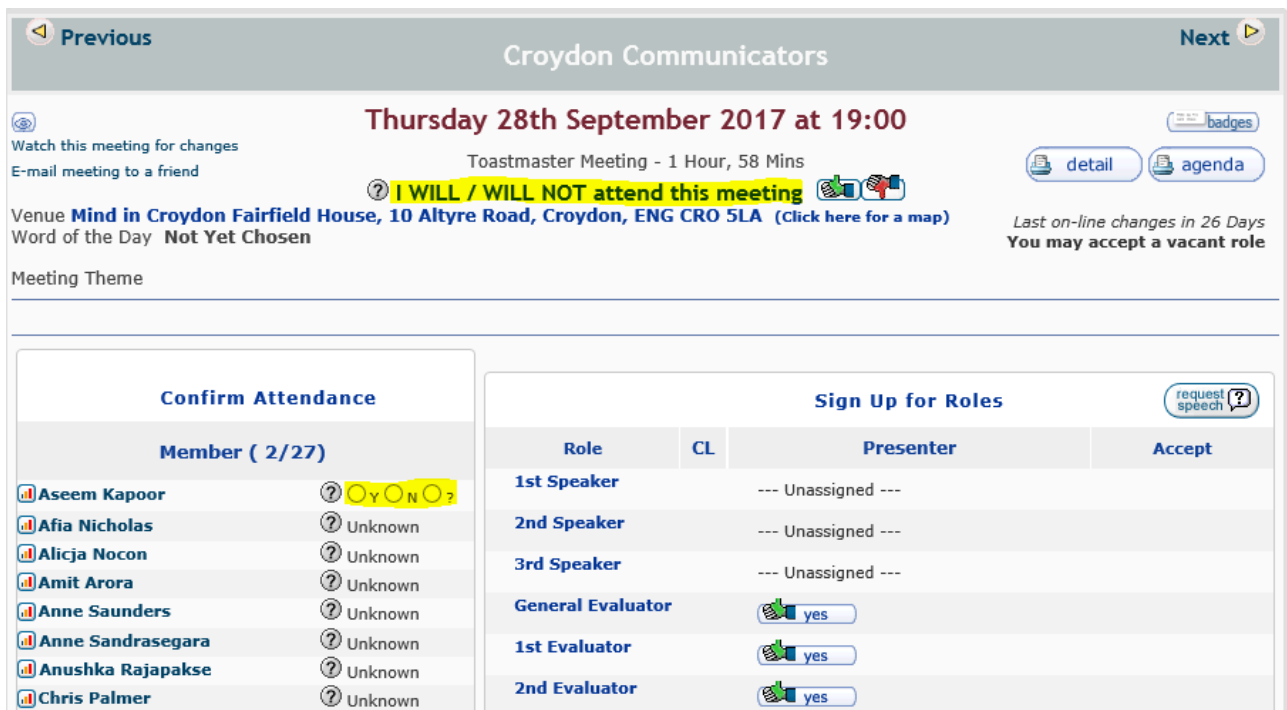 Previous
Croydon Communicators
Next
Thursday 28th September 2017 at 19:00
badges
Watch this meeting for changes
E-mail meeting to a friend
Toastmaster Meeting - 1 Hour, 58 Mins
detail
agenda
? I WILL / WILL NOT attend this meeting
Venue Mind in Croydon Fairfield House, 10 Altyre Road, Croydon, ENG CRO 5LA (Click here for a map)
Word of the Day Not Yet Chosen
Last on-line changes in 26 Days
You may accept a vacant role
Meeting Theme
Confirm Attendance
Member ( 2/27)
Aseem Kapoor ? Y N ?
Afia Nicholas ? Unknown
Alicja Nocon ? Unknown
Amit Arora ? Unknown
Anne Saunders ? Unknown
Anne Sandrasegara ? Unknown
Anushka Rajapakse ? Unknown
Chris Palmer ? Unknown
Sign Up for Roles
request speech ?
Role CL Presenter Accept
1st Speaker --- Unassigned ---
2nd Speaker --- Unassigned ---
3rd Speaker --- Unassigned ---
General Evaluator yes
1st Evaluator yes
2nd Evaluator yes